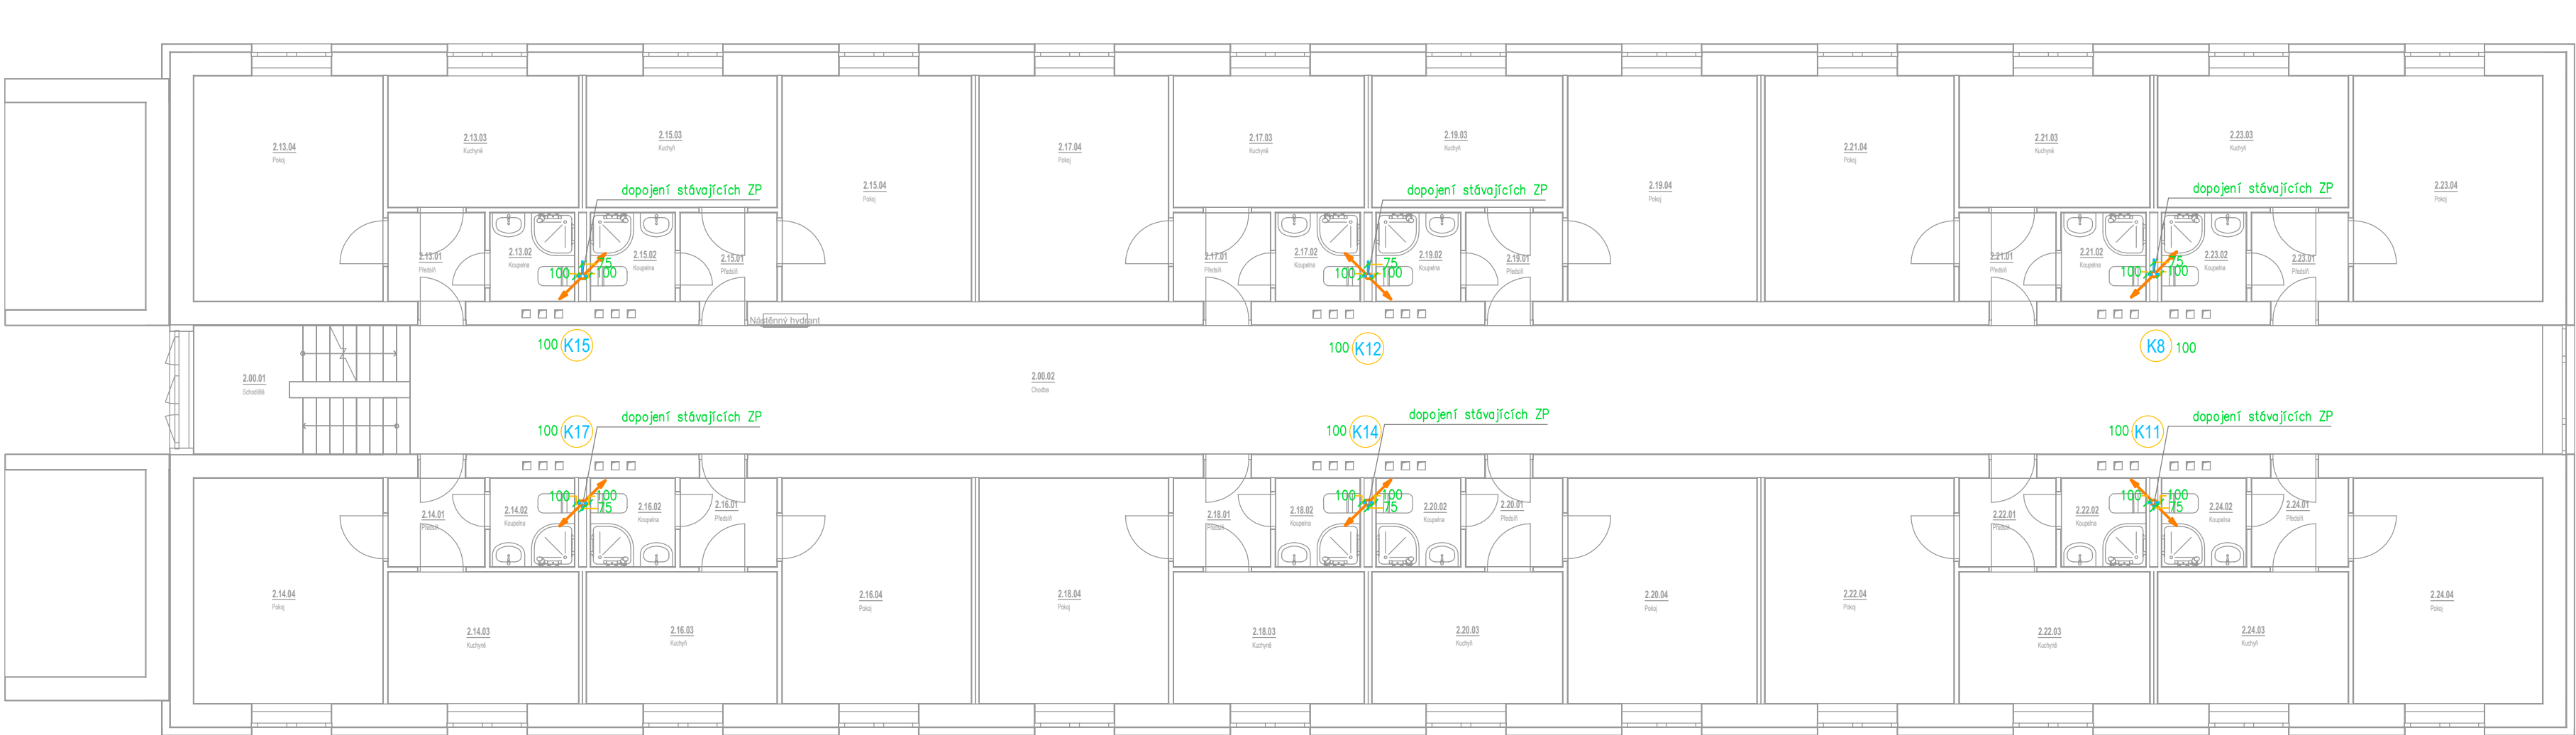 2.13.04
Pokoj
2.13.03
Kuchyně
2.15.03
Kuchyň
2.15.04
Pokoj
2.17.04
Pokoj
2.17.03
Kuchyně
2.19.03
Kuchyň
2.19.04
Pokoj
2.21.04
Pokoj
2.21.03
Kuchyně
2.23.03
Kuchyň
2.23.04
Pokoj
dopojení stávajících ZP
dopojení stávajících ZP
dopojení stávajících ZP
2.13.01
Předsíň
2.13.02
Koupelna
2.15.02
Koupelna
2.15.01
Předsíň
100
75
100
2.17.01
Předsíň
2.17.02
Koupelna
2.19.02
Koupelna
2.19.01
Předsíň
100
75
100
2.21.01
Předsíň
2.21.02
Koupelna
2.23.02
Koupelna
2.23.01
Předsíň
100
75
100
Nástěnný hydrant
100 K15
100 K12
K8 100
2.00.01
Schodiště
2.00.02
Chodba
dopojení stávajících ZP
dopojení stávajících ZP
dopojení stávajících ZP
100 K17
100 K14
100 K11
2.14.01
Předsíň
2.14.02
Koupelna
100
100
75
2.16.02
Koupelna
2.16.01
Předsíň
2.18.01
Předsíň
2.18.02
Koupelna
100
100
75
2.20.02
Koupelna
2.20.01
Předsíň
2.22.01
Předsíň
2.22.02
Koupelna
100
100
75
2.24.02
Koupelna
2.24.01
Předsíň
2.14.04
Pokoj
2.14.03
Kuchyně
2.16.03
Kuchyň
2.16.04
Pokoj
2.18.04
Pokoj
2.18.03
Kuchyně
2.20.03
Kuchyň
2.20.04
Pokoj
2.22.04
Pokoj
2.22.03
Kuchyně
2.24.03
Kuchyň
2.24.04
Pokoj